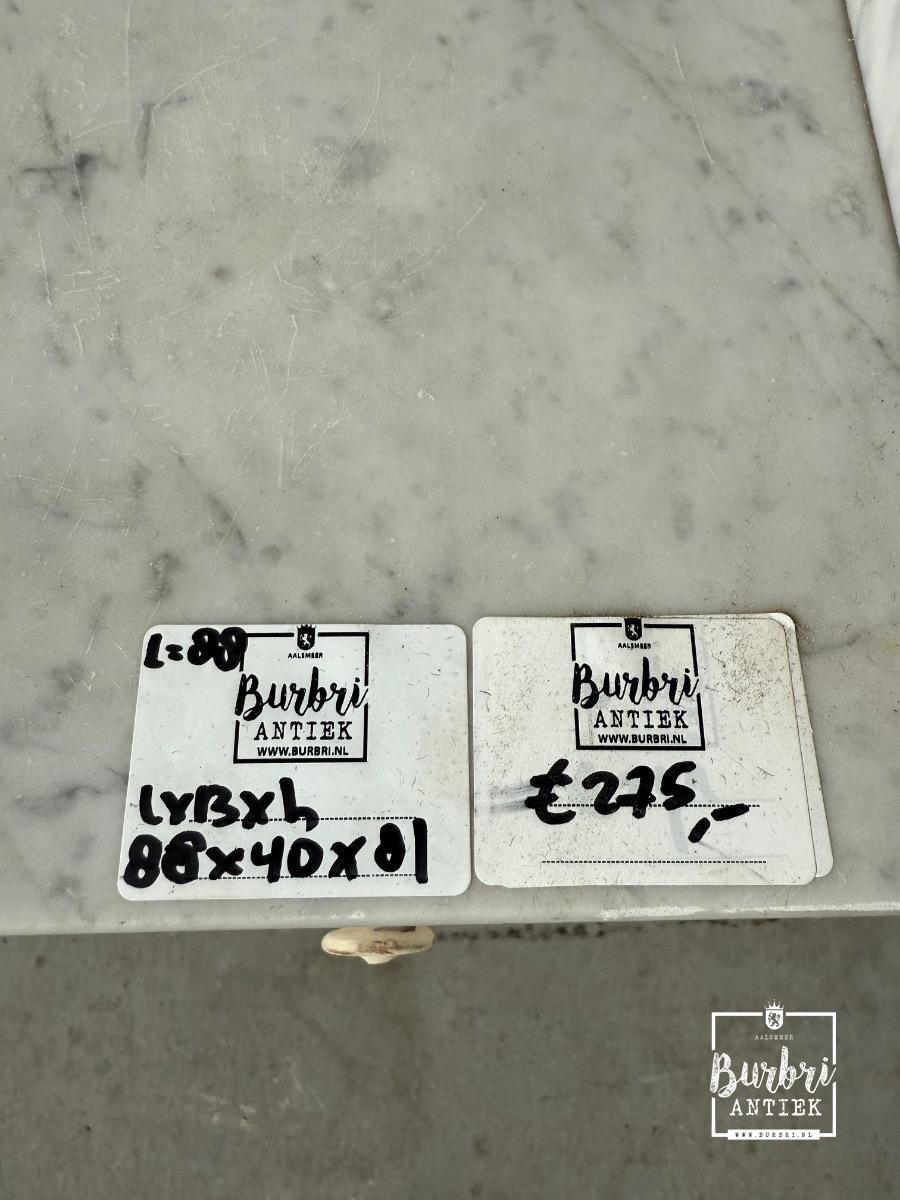 L=88
AALSMEER
Burbri
ANTIEK
WWW.BURBRI.NL
LxBxh
88x40x81
AALSMEER
Burbri
ANTIEK
WWW.BURBRI.NL
€275,-
AALSMEER
Burbri
ANTIEK
WWW.BURBRI.NL